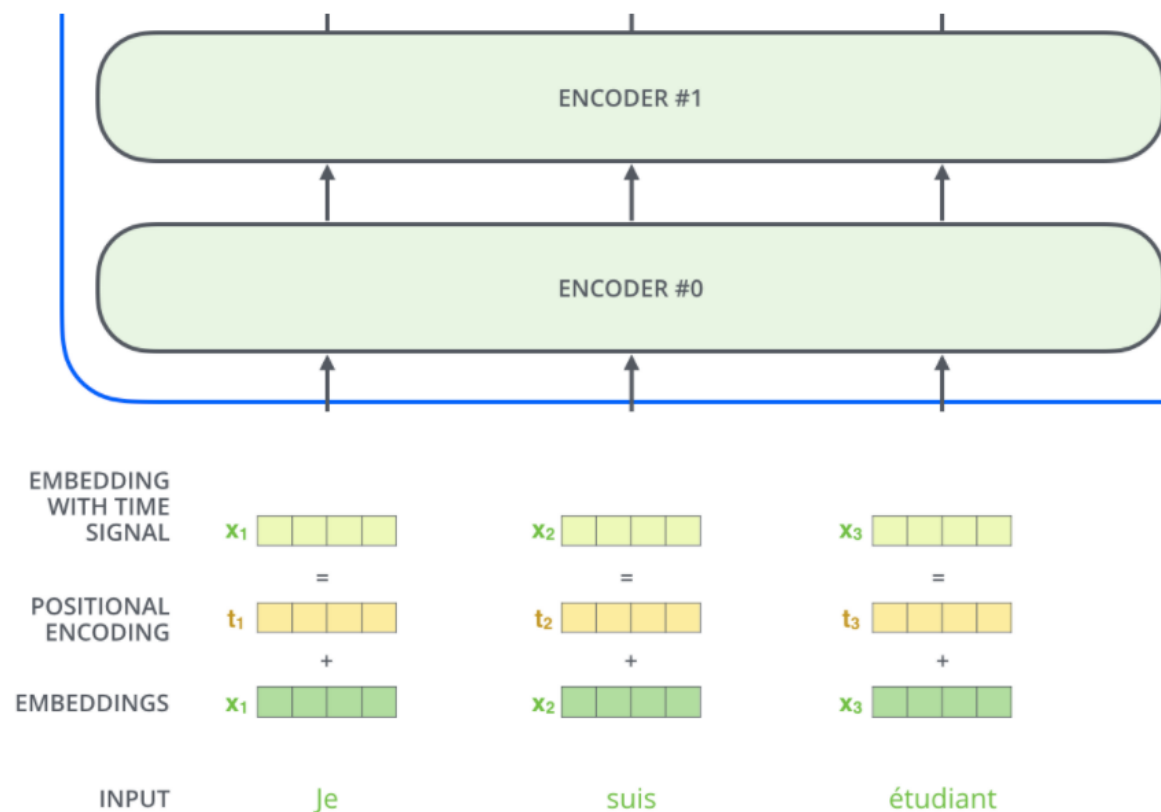 ENCODER #1
ENCODER #0
EMBEDDING
WITH TIME
SIGNAL
x₁ x₂ x₃
= = =
POSITIONAL
ENCODING
t₁ t₂ t₃
+ + +
EMBEDDINGS x₁ x₂ x₃
INPUT Je suis étudiant